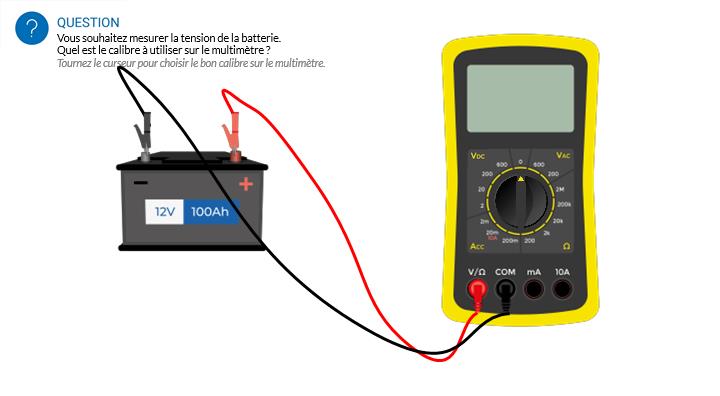 ?
QUESTION
Vous souhaitez mesurer la tension de la batterie.
Quel est le calibre à utiliser sur le multimètre ?
Tournez le curseur pour choisir le bon calibre sur le multimètre.
VDC
VAC
600
0
600
200
200
20
2M
2
200k
2m
20k
20m
2k
10A
200m
200
ACC
Ω
V/Ω COM mA 10A
− +
12V 100Ah